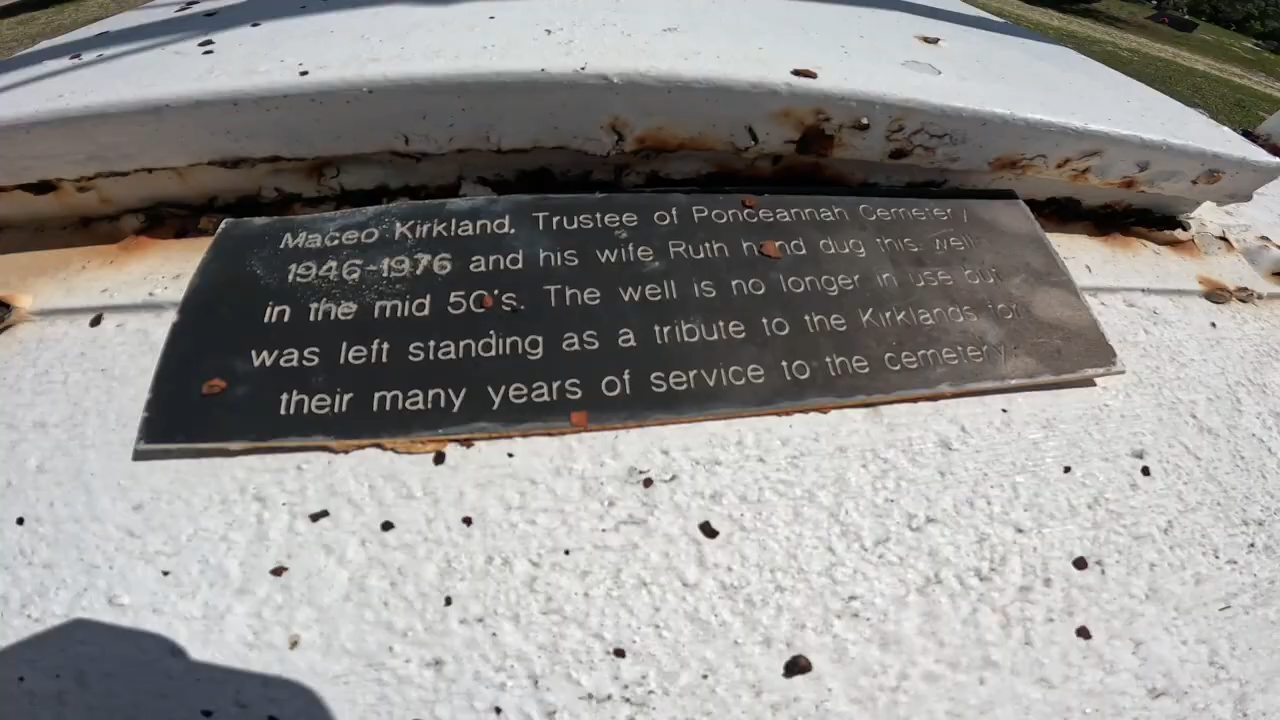 Maceo Kirkland, Trustee of Ponceannah Cemetery
1946-1976 and his wife Ruth hand dug this well
in the mid 50's. The well is no longer in use but
was left standing as a tribute to the Kirklands for
their many years of service to the cemetery.